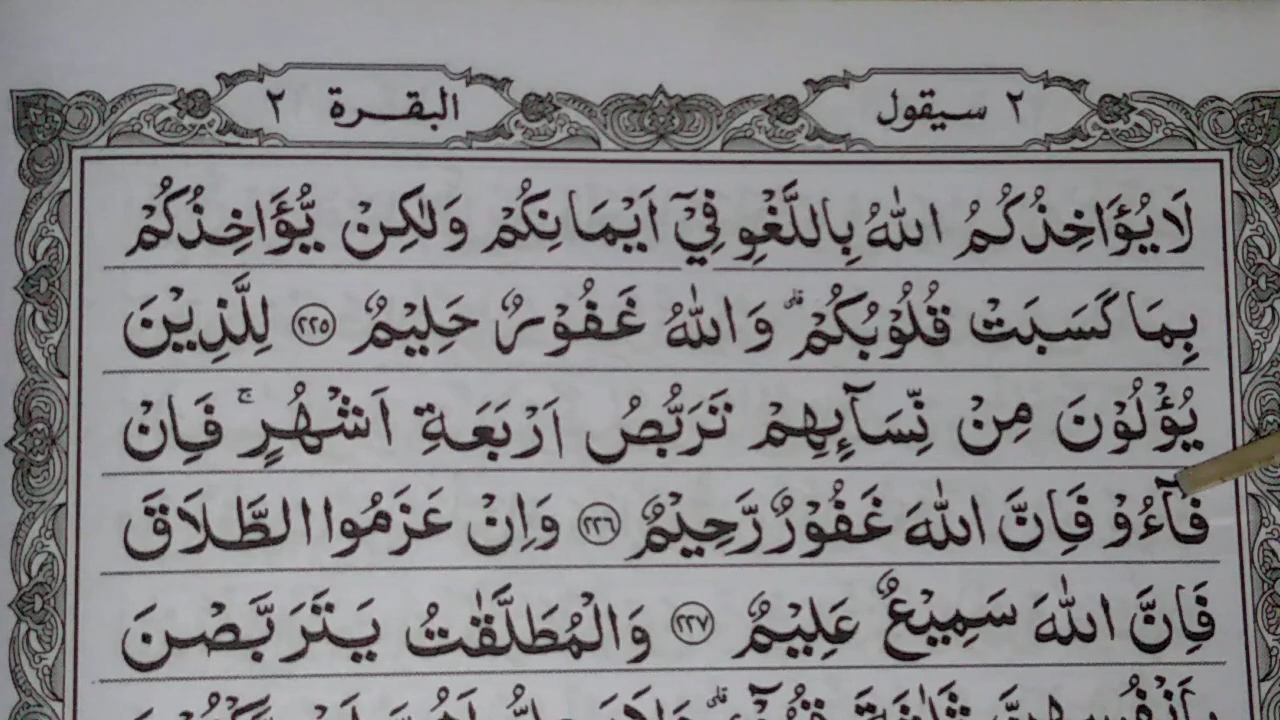 ٢ سيقول
البقرة ٢
لَا يُؤَاخِذُكُمُ اللّٰهُ بِاللَّغْوِ فِيْٓ اَيْمَانِكُمْ وَلٰكِنْ يُّؤَاخِذُكُمْ
بِمَا كَسَبَتْ قُلُوْبُكُمْ ۗ وَاللّٰهُ غَفُوْرٌ حَلِيْمٌ ٢٢٥ لِلَّذِيْنَ
يُؤْلُوْنَ مِنْ نِّسَآىِٕهِمْ تَرَبُّصُ اَرْبَعَةِ اَشْهُرٍ ۚ فَاِنْ
فَآءُوْ فَاِنَّ اللّٰهَ غَفُوْرٌ رَّحِيْمٌ ٢٢٦ وَاِنْ عَزَمُوا الطَّلَاقَ
فَاِنَّ اللّٰهَ سَمِيْعٌ عَلِيْمٌ ٢٢٧ وَالْمُطَلَّقٰتُ يَتَرَبَّصْنَ
بِاَنْفُسِهِنَّ ثَلٰثَةَ قُرُوْۤءٍ ۗ وَلَا يَحِلُّ لَهُنَّ اَنْ